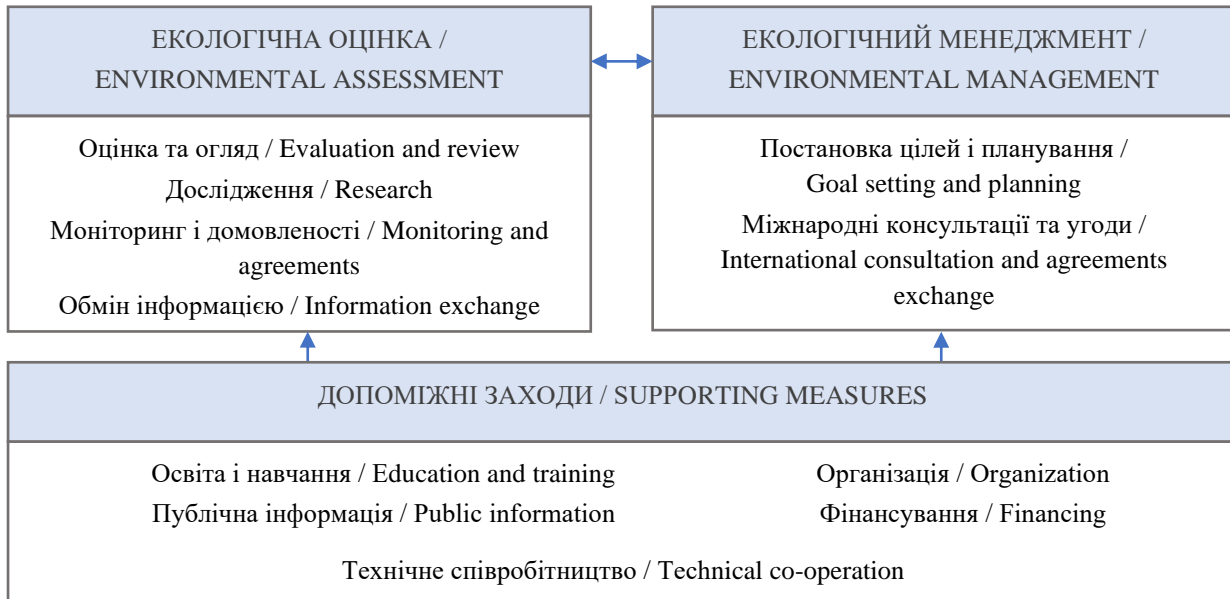 ЕКОЛОГІЧНА ОЦІНКА /
ENVIRONMENTAL ASSESSMENT
Оцінка та огляд / Evaluation and review
Дослідження / Research
Моніторинг і домовленості / Monitoring and
agreements
Обмін інформацією / Information exchange
ЕКОЛОГІЧНИЙ МЕНЕДЖМЕНТ /
ENVIRONMENTAL MANAGEMENT
Постановка цілей і планування /
Goal setting and planning
Міжнародні консультації та угоди /
International consultation and agreements
exchange
ДОПОМІЖНІ ЗАХОДИ / SUPPORTING MEASURES
Освіта і навчання / Education and training
Публічна інформація / Public information
Організація / Organization
Фінансування / Financing
Технічне співробітництво / Technical co-operation